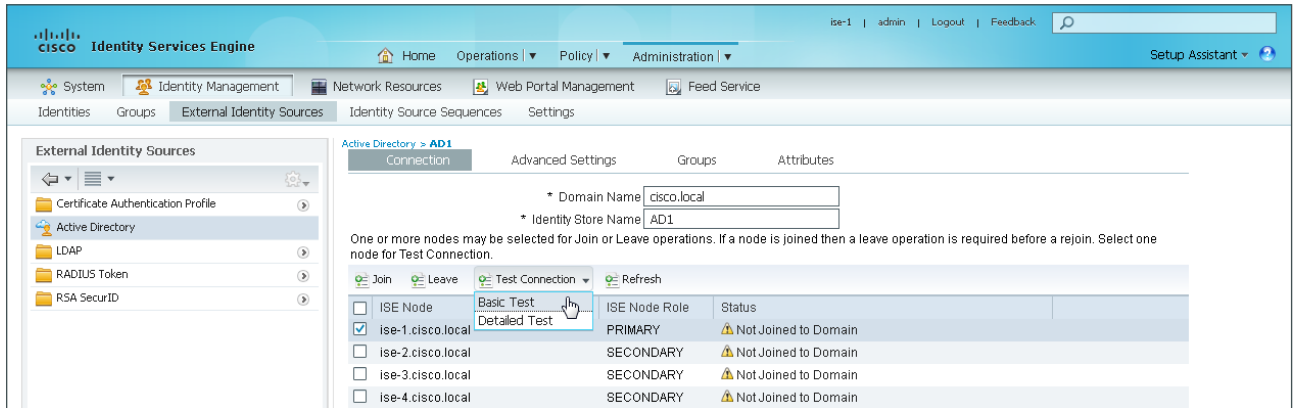 ise-1 | admin | Logout | Feedback
cisco Identity Services Engine
Home Operations | Policy | Administration | Setup Assistant
System Identity Management Network Resources Web Portal Management Feed Service
Identities Groups External Identity Sources Identity Source Sequences Settings
External Identity Sources
Certificate Authentication Profile
Active Directory
LDAP
RADIUS Token
RSA SecurID
Active Directory > AD1
Connection Advanced Settings Groups Attributes
* Domain Name cisco.local
* Identity Store Name AD1
One or more nodes may be selected for Join or Leave operations. If a node is joined then a leave operation is required before a rejoin. Select one
node for Test Connection.
Join Leave Test Connection Refresh
Basic Test
Detailed Test
ISE Node ISE Node Role Status
ise-1.cisco.local PRIMARY Not Joined to Domain
ise-2.cisco.local SECONDARY Not Joined to Domain
ise-3.cisco.local SECONDARY Not Joined to Domain
ise-4.cisco.local SECONDARY Not Joined to Domain